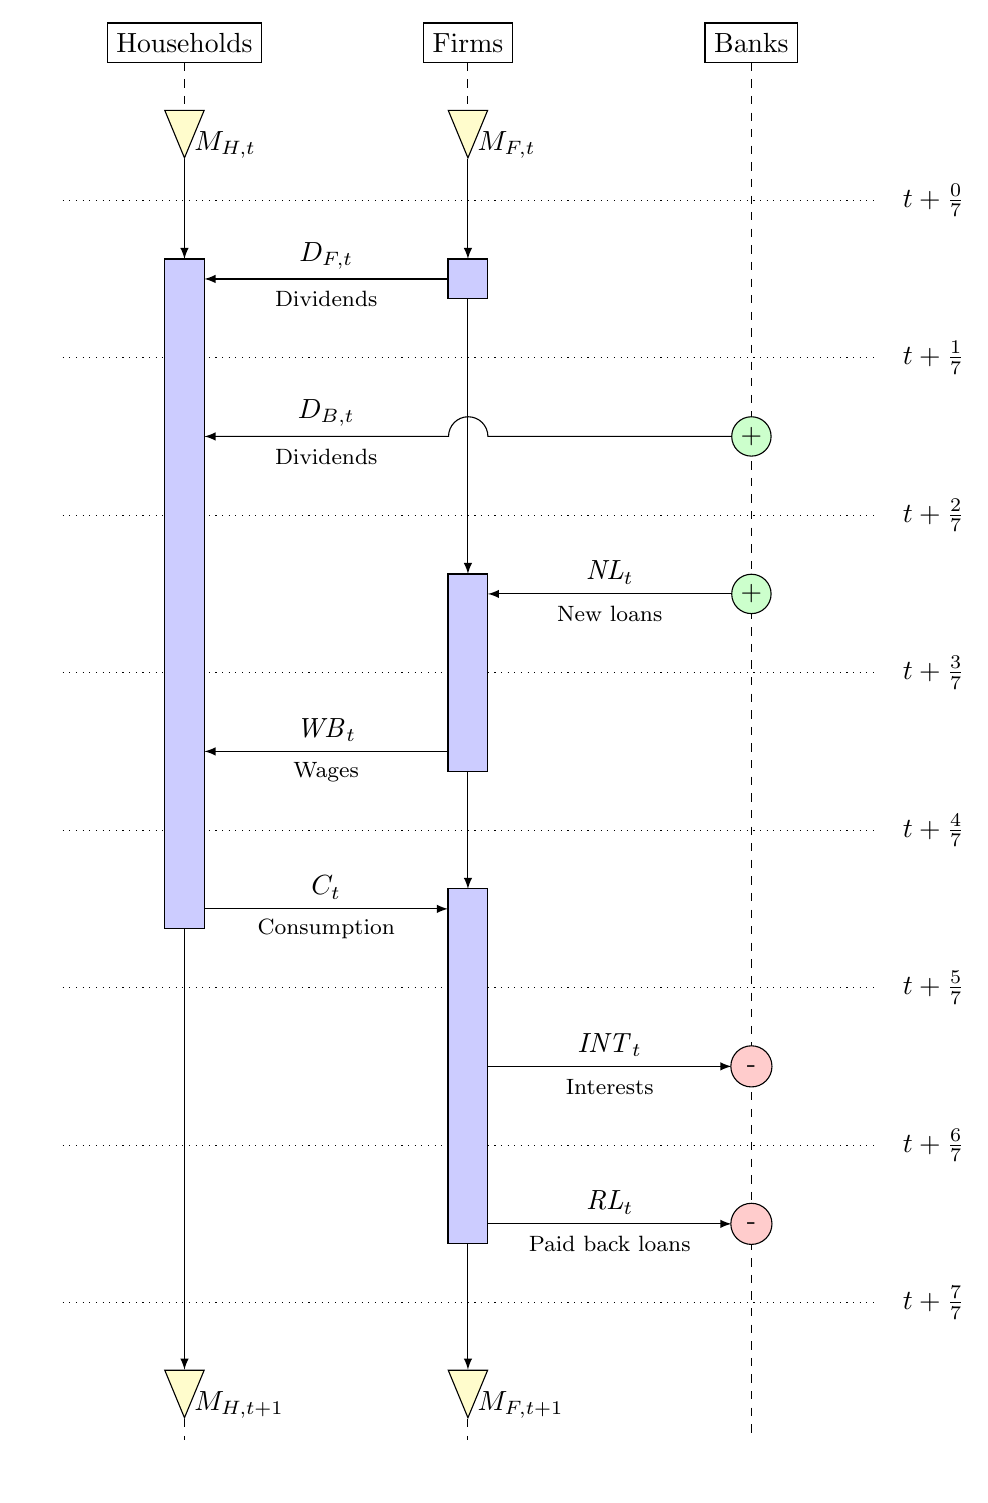 Households Firms Banks
M_{H,t} M_{F,t}
t + \frac{0}{7}
D_{F,t}
Dividends
t + \frac{1}{7}
D_{B,t}
+
Dividends
t + \frac{2}{7}
NL_t
+
New loans
t + \frac{3}{7}
WB_t
Wages
t + \frac{4}{7}
C_t
Consumption
t + \frac{5}{7}
INT_t
-
Interests
t + \frac{6}{7}
RL_t
-
Paid back loans
t + \frac{7}{7}
M_{H,t+1} M_{F,t+1}